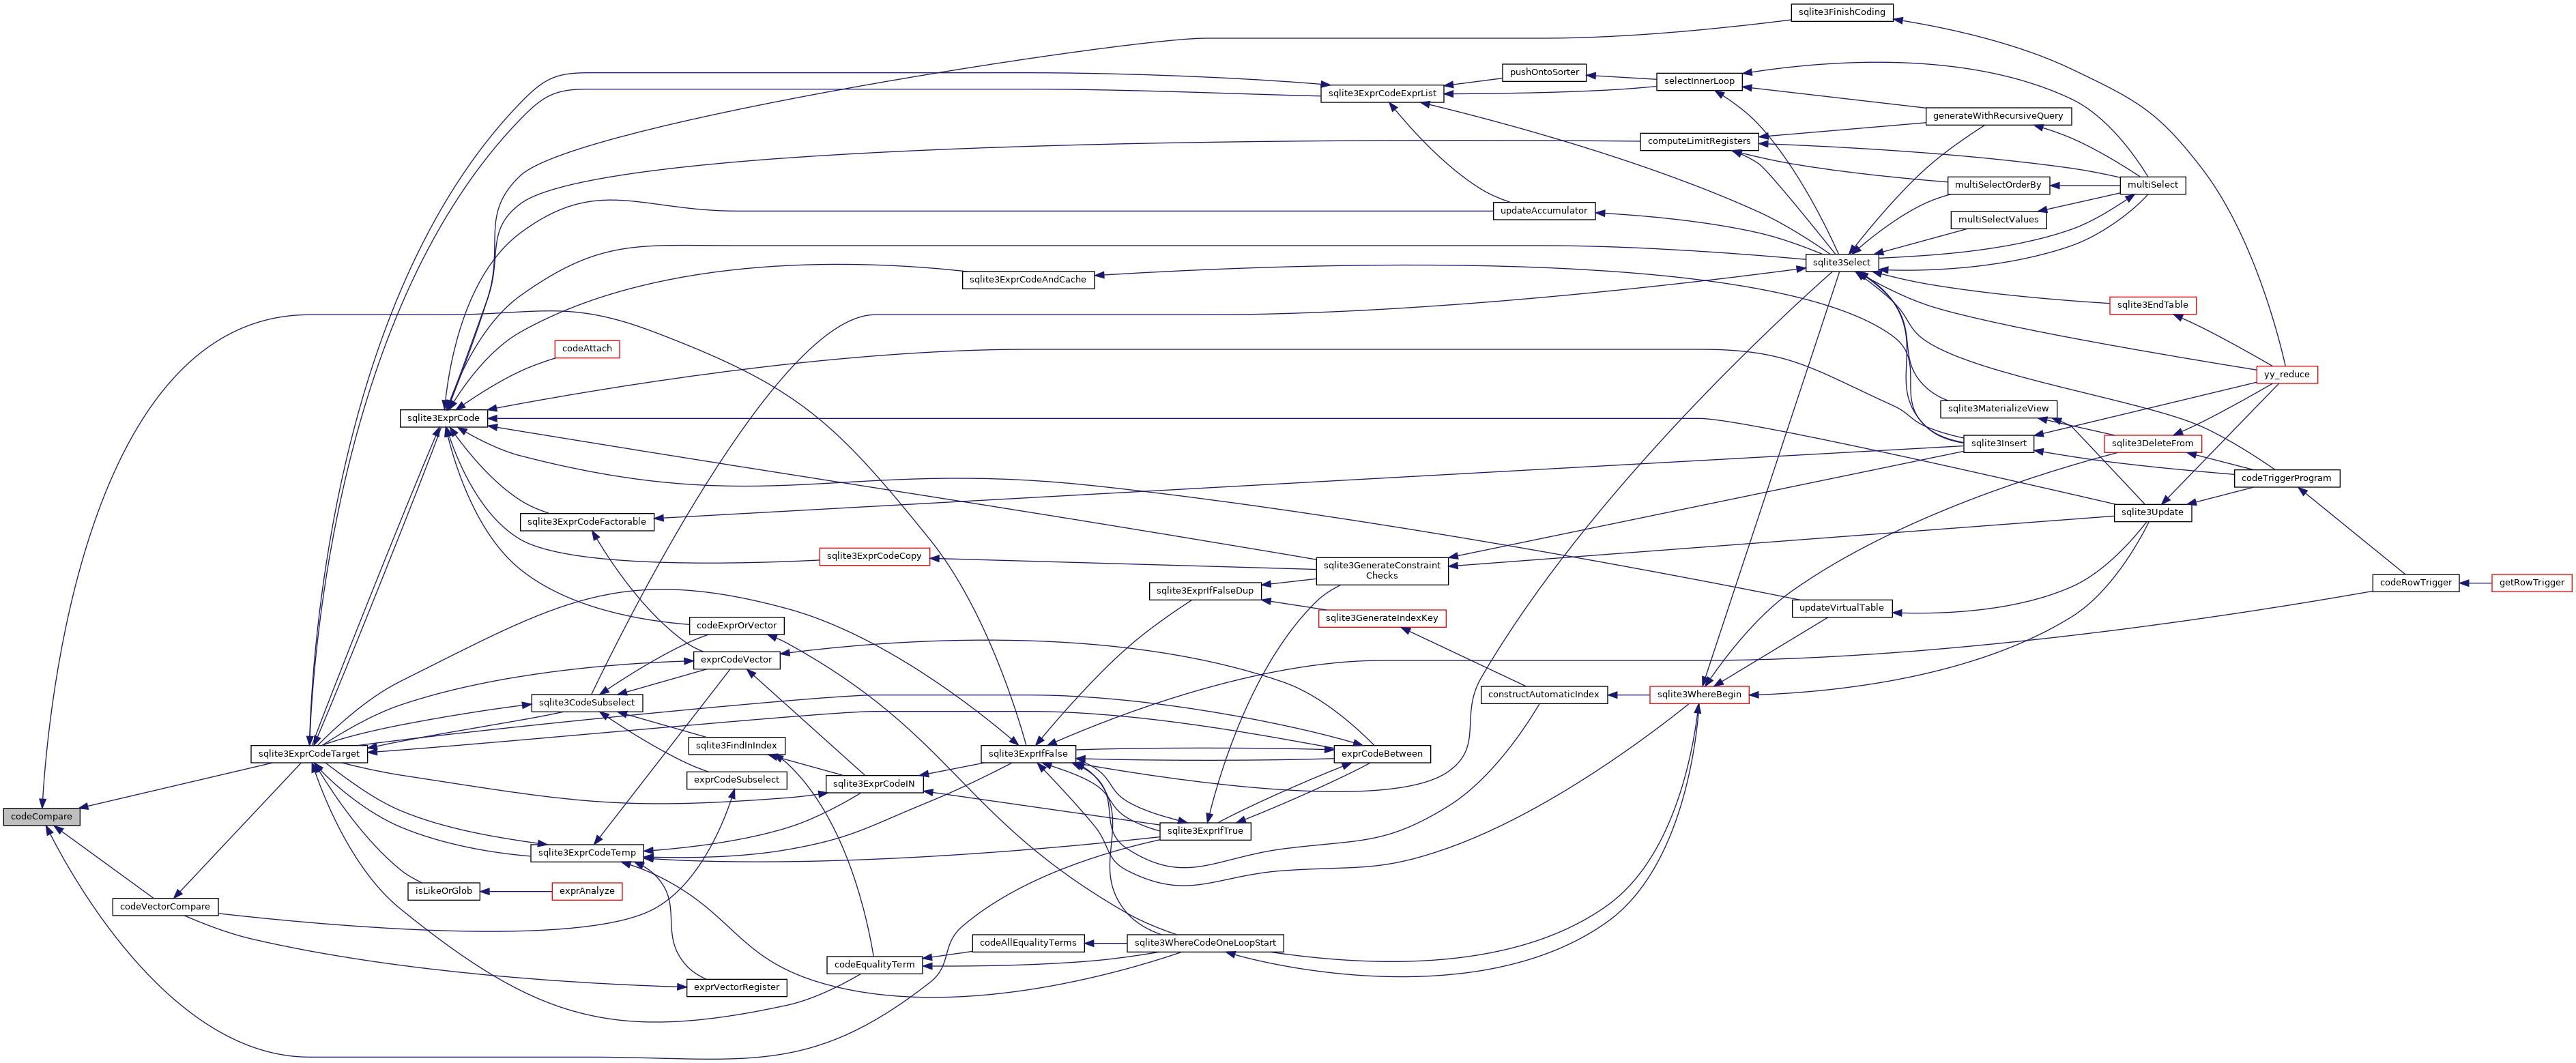 sqlite3FinishCoding
pushOntoSorter
selectInnerLoop
sqlite3ExprCodeExprList
generateWithRecursiveQuery
computeLimitRegisters
multiSelectOrderBy
multiSelect
updateAccumulator
multiSelectValues
sqlite3Select
sqlite3ExprCodeAndCache
sqlite3EndTable
codeAttach
yy_reduce
sqlite3MaterializeView
sqlite3ExprCode
sqlite3Insert
sqlite3DeleteFrom
codeTriggerProgram
sqlite3Update
sqlite3ExprCodeFactorable
sqlite3ExprCodeCopy
sqlite3GenerateConstraint
Checks
codeRowTrigger
getRowTrigger
sqlite3ExprIfFalseDup
updateVirtualTable
sqlite3GenerateIndexKey
codeExprOrVector
exprCodeVector
sqlite3CodeSubselect
constructAutomaticIndex
sqlite3WhereBegin
sqlite3FindInIndex
sqlite3ExprCodeTarget
sqlite3ExprIfFalse
exprCodeBetween
exprCodeSubselect
sqlite3ExprCodeIN
codeCompare
sqlite3ExprIfTrue
sqlite3ExprCodeTemp
isLikeOrGlob
exprAnalyze
codeVectorCompare
codeAllEqualityTerms
sqlite3WhereCodeOneLoopStart
codeEqualityTerm
exprVectorRegister